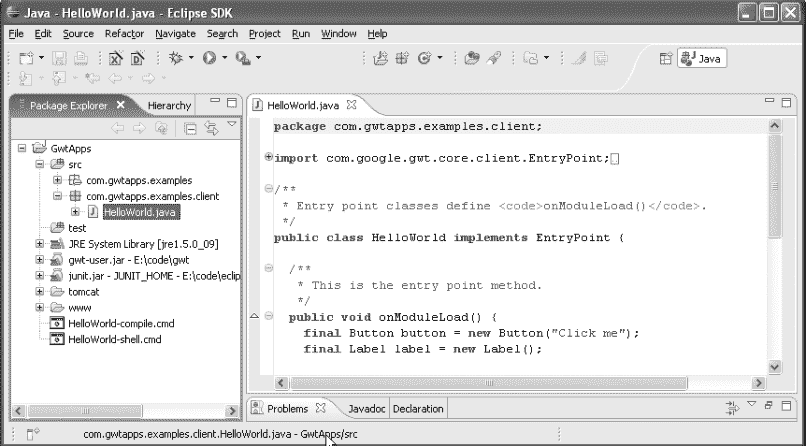 Java - HelloWorld.java - Eclipse SDK
File Edit Source Refactor Navigate Search Project Run Window Help
Java
Package Explorer Hierarchy
GwtApps
src
com.gwtapps.examples
com.gwtapps.examples.client
HelloWorld.java
test
JRE System Library [jre1.5.0_09]
gwt-user.jar - E:\code\gwt
junit.jar - JUNIT_HOME - E:\code\eclip
tomcat
www
HelloWorld-compile.cmd
HelloWorld-shell.cmd
HelloWorld.java
package com.gwtapps.examples.client;
import com.google.gwt.core.client.EntryPoint;
/**
* Entry point classes define <code>onModuleLoad()</code>.
*/
public class HelloWorld implements EntryPoint {
/**
* This is the entry point method.
*/
public void onModuleLoad() {
final Button button = new Button("Click me");
final Label label = new Label();
Problems Javadoc Declaration
com.gwtapps.examples.client.HelloWorld.java - GwtApps/src